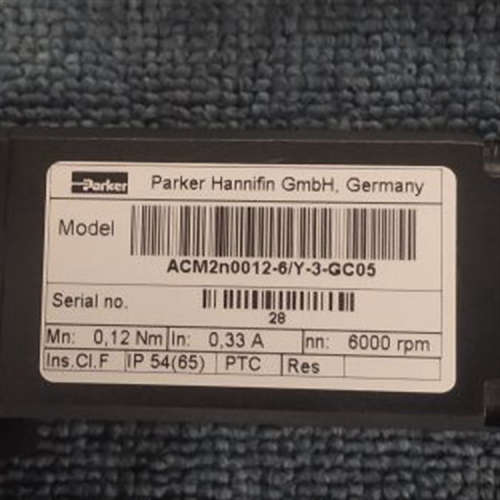 Parker Parker Hannifin GmbH, Germany
Model
ACM2n0012-6/Y-3-GC05
Serial no.
28
Mn: 0,12 Nm In: 0,33 A nn: 6000 rpm
Ins.Cl.F IP 54(65) PTC Res